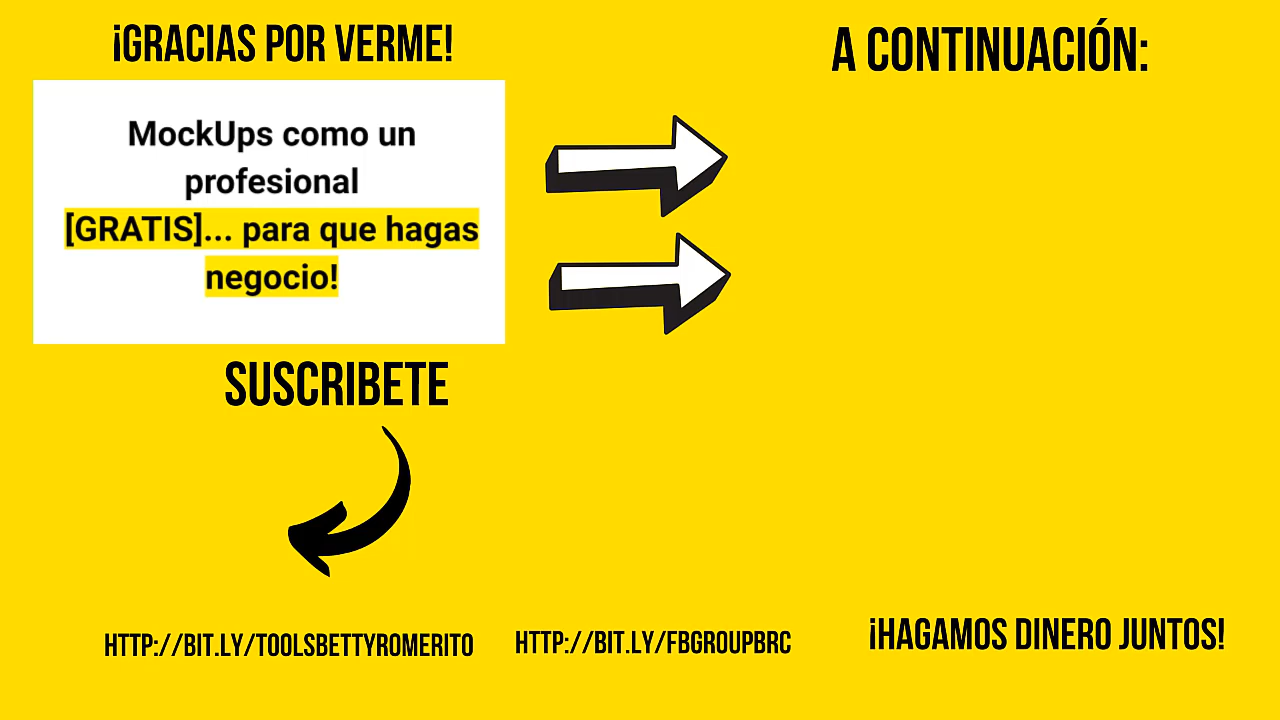 ¡GRACIAS POR VERME!
A CONTINUACIÓN:
MockUps como un
profesional
[GRATIS]... para que hagas
negocio!
SUSCRIBETE
HTTP://BIT.LY/TOOLSBETTYROMERITO
HTTP://BIT.LY/FBGROUPBRC
¡HAGAMOS DINERO JUNTOS!